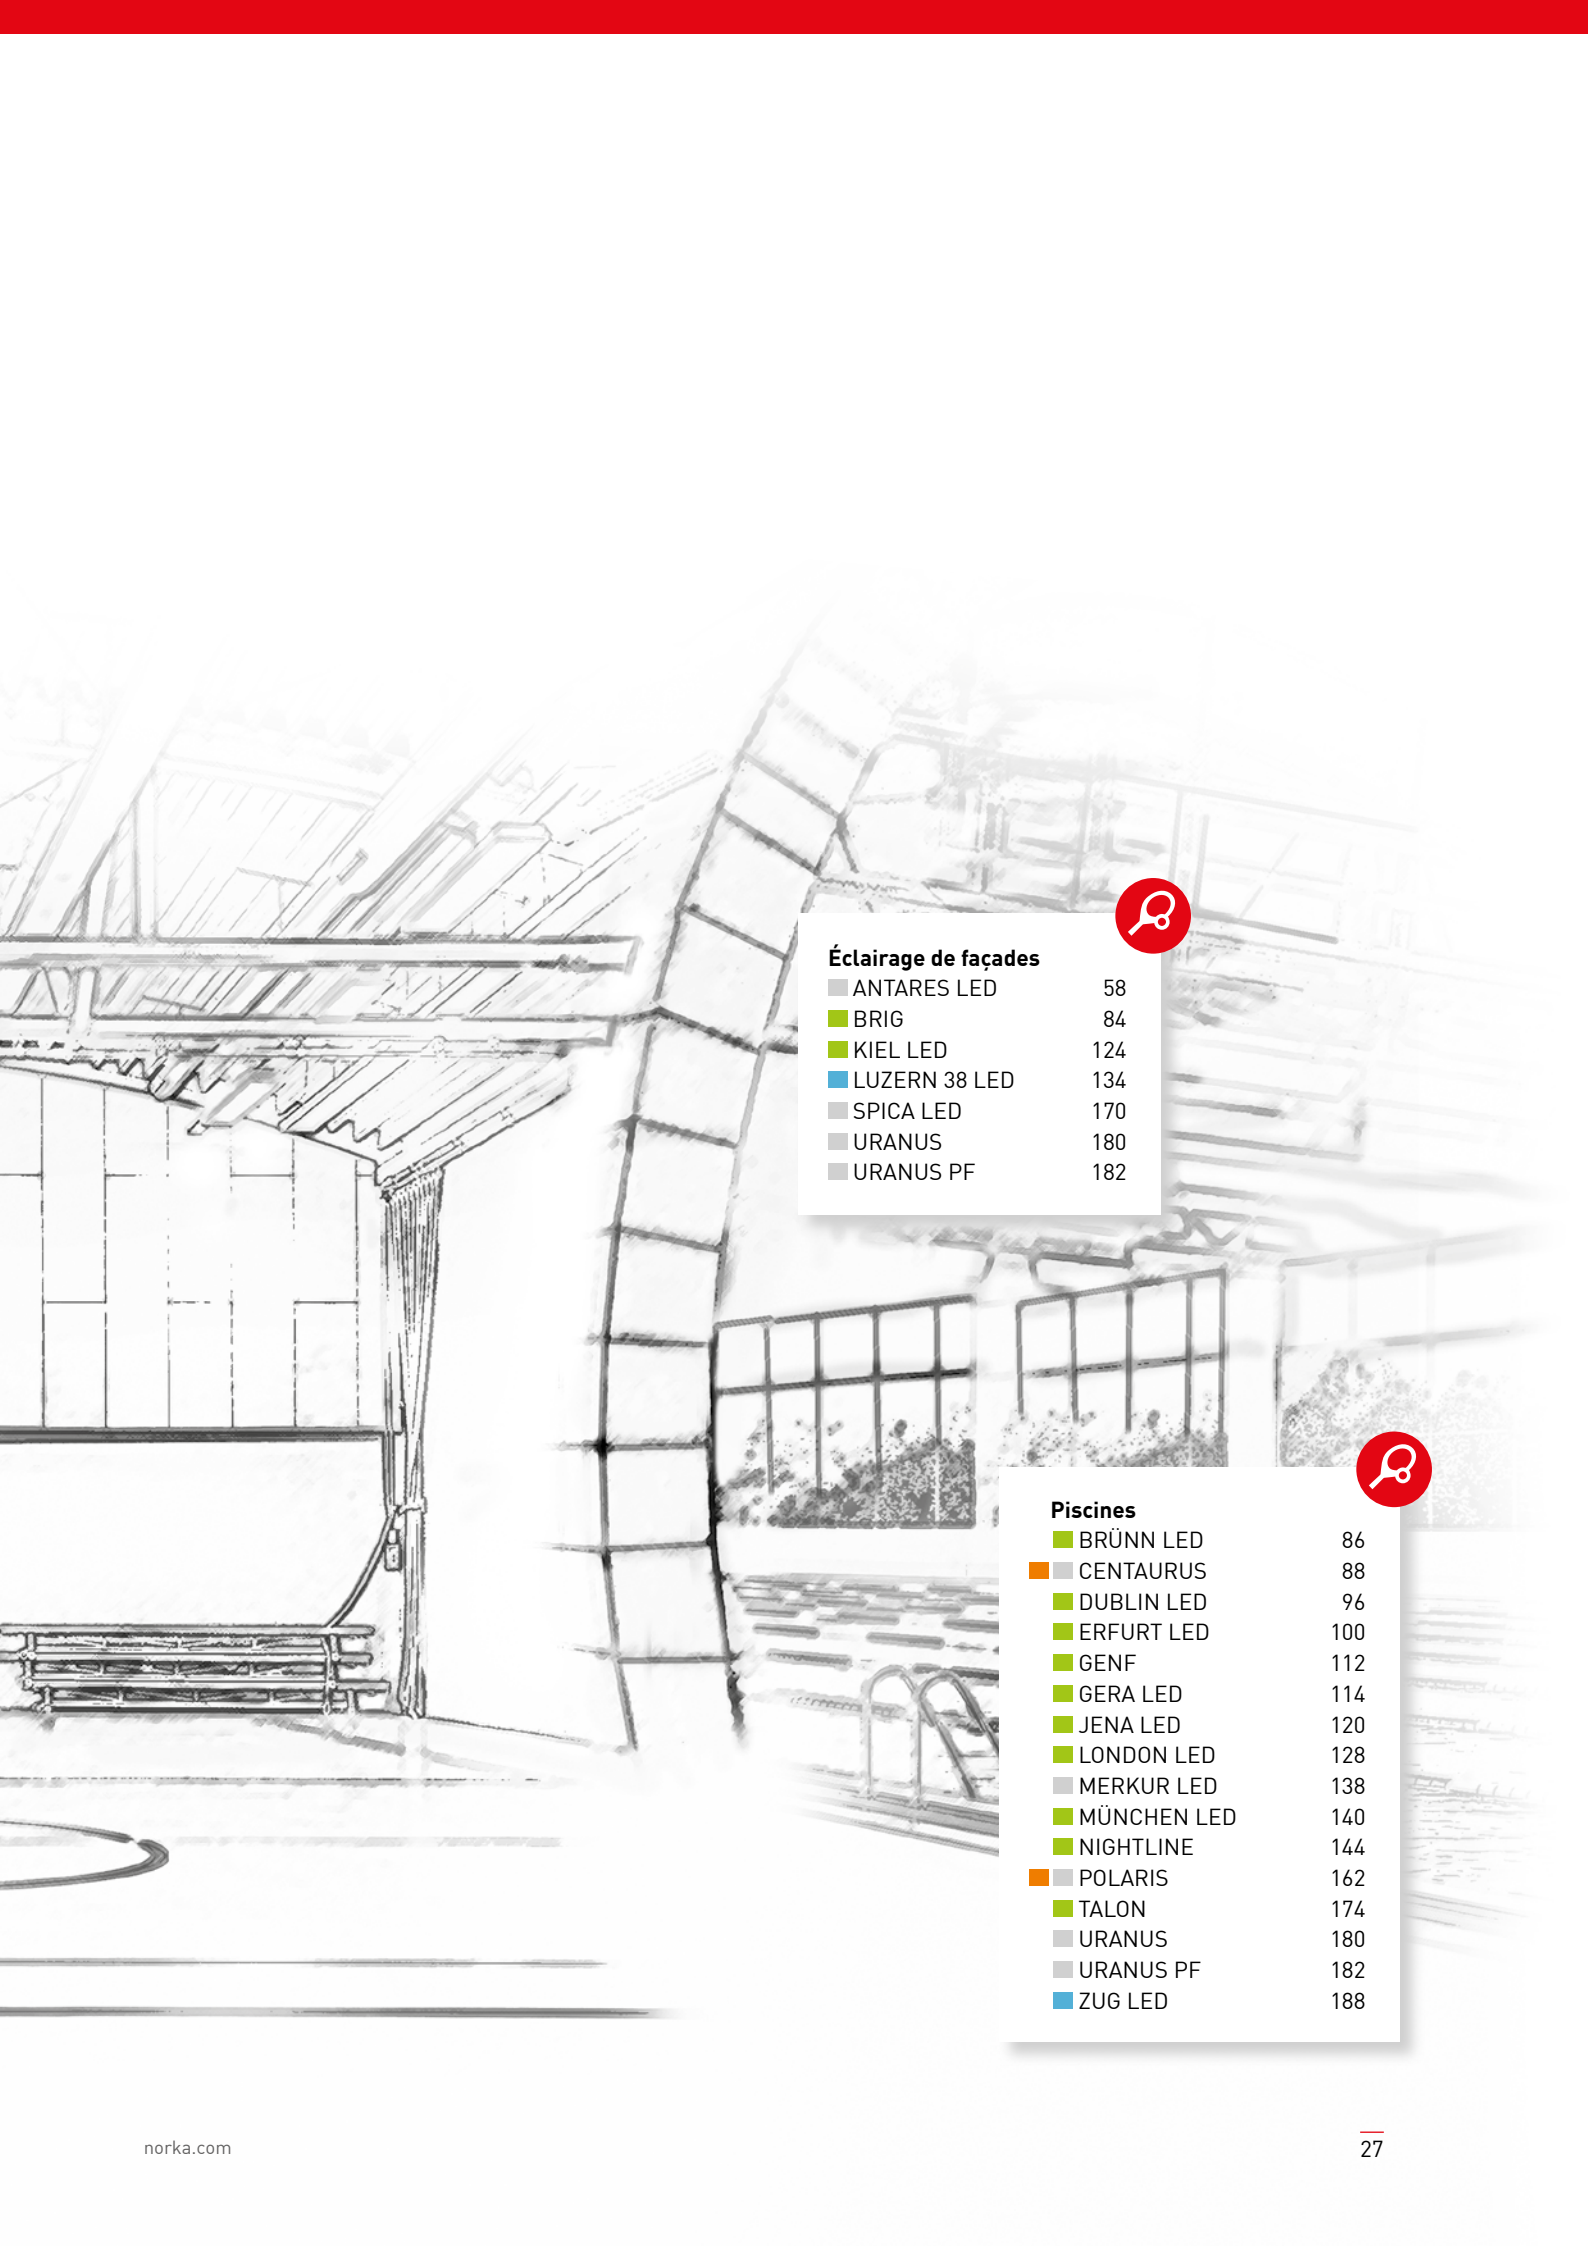 Éclairage de façades
ANTARES LED 58
BRIG 84
KIEL LED 124
LUZERN 38 LED 134
SPICA LED 170
URANUS 180
URANUS PF 182
Piscines
BRÜNN LED 86
CENTAURUS 88
DUBLIN LED 96
ERFURT LED 100
GENF 112
GERA LED 114
JENA LED 120
LONDON LED 128
MERKUR LED 138
MÜNCHEN LED 140
NIGHTLINE 144
POLARIS 162
TALON 174
URANUS 180
URANUS PF 182
ZUG LED 188
norka.com
27